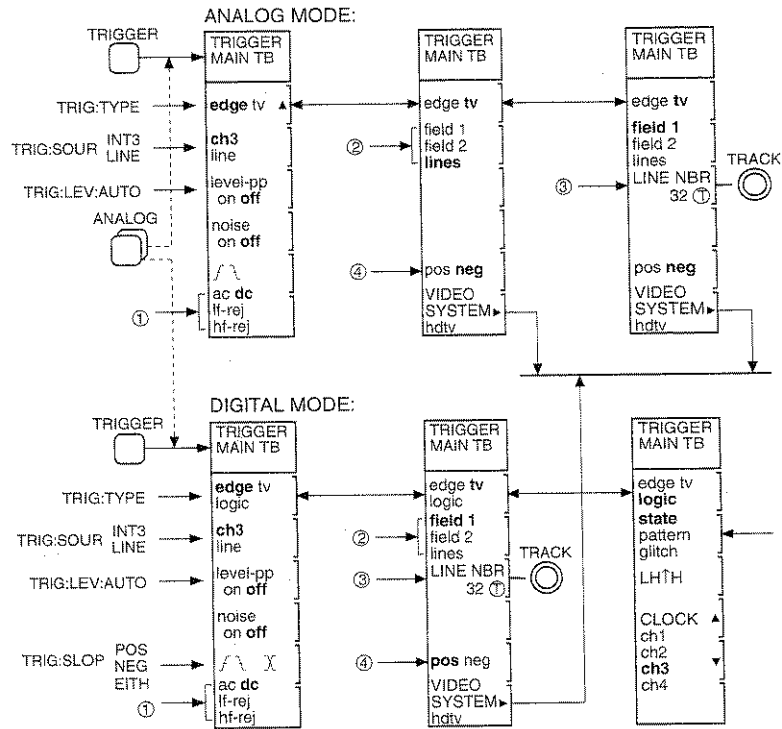 ANALOG MODE:
TRIGGER
TRIGGER
MAIN TB
TRIG:TYPE
edge tv ▲
TRIG:SOUR INT3
LINE
ch3
line
TRIG:LEV:AUTO
level-pp
on off
ANALOG
noise
on off
①
ac dc
lf-rej
hf-rej
TRIGGER
MAIN TB
edge tv
②
field 1
field 2
lines
④
pos neg
VIDEO
SYSTEM ▶
hdtv
TRIGGER
MAIN TB
edge tv
field 1
field 2
lines
③
LINE NBR
32 Ⓣ
TRACK
pos neg
VIDEO
SYSTEM ▶
hdtv
DIGITAL MODE:
TRIGGER
TRIGGER
MAIN TB
TRIG:TYPE
edge tv
logic
TRIG:SOUR INT3
LINE
ch3
line
TRIG:LEV:AUTO
level-pp
on off
noise
on off
TRIG:SLOP POS
NEG
EITH
①
ac dc
lf-rej
hf-rej
TRIGGER
MAIN TB
edge tv
logic
②
field 1
field 2
lines
③
LINE NBR
32 Ⓣ
TRACK
④
pos neg
VIDEO
SYSTEM ▶
hdtv
TRIGGER
MAIN TB
edge tv
logic
state
pattern
glitch
LH↑H
CLOCK ▲
ch1
ch2
ch3 ▼
ch4